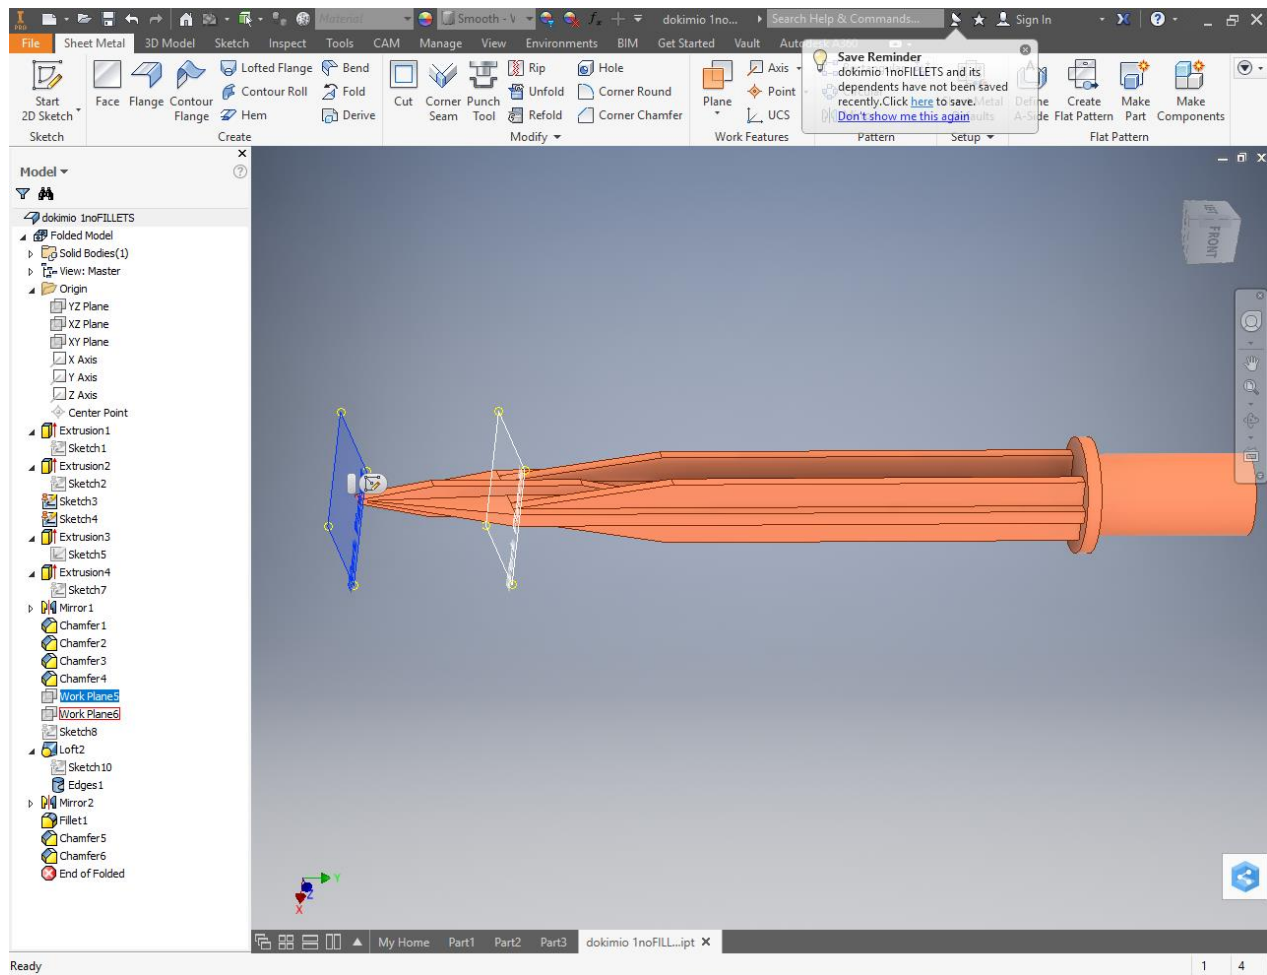 I
PRO
Material
Smooth - V
fx
dokimio 1no...
Search Help & Commands...
Sign In
File
Sheet Metal
3D Model
Sketch
Inspect
Tools
CAM
Manage
View
Environments
BIM
Get Started
Vault
Autodesk A360
Start
2D Sketch
Face
Flange
Contour
Flange
Lofted Flange
Contour Roll
Hem
Bend
Fold
Derive
Cut
Corner
Seam
Punch
Tool
Rip
Unfold
Refold
Hole
Corner Round
Corner Chamfer
Plane
Axis
Point
UCS
Save Reminder
dokimio 1noFILLETS and its
dependents have not been saved
recently.Click here to save.
Don't show me this again
Define
A-Side
Create
Flat Pattern
Make
Part
Make
Components
Sketch
Create
Modify
Work Features
Pattern
Setup
Flat Pattern
Model
dokimio 1noFILLETS
Folded Model
Solid Bodies(1)
View: Master
Origin
YZ Plane
XZ Plane
XY Plane
X Axis
Y Axis
Z Axis
Center Point
Extrusion1
Sketch1
Extrusion2
Sketch2
Sketch3
Sketch4
Extrusion3
Sketch5
Extrusion4
Sketch7
Mirror1
Chamfer1
Chamfer2
Chamfer3
Chamfer4
Work Plane5
Work Plane6
Sketch8
Loft2
Sketch10
Edges1
Mirror2
Fillet1
Chamfer5
Chamfer6
End of Folded
LEFT
FRONT
Y
Z
X
My Home
Part1
Part2
Part3
dokimio 1noFILL...ipt
Ready
1
4